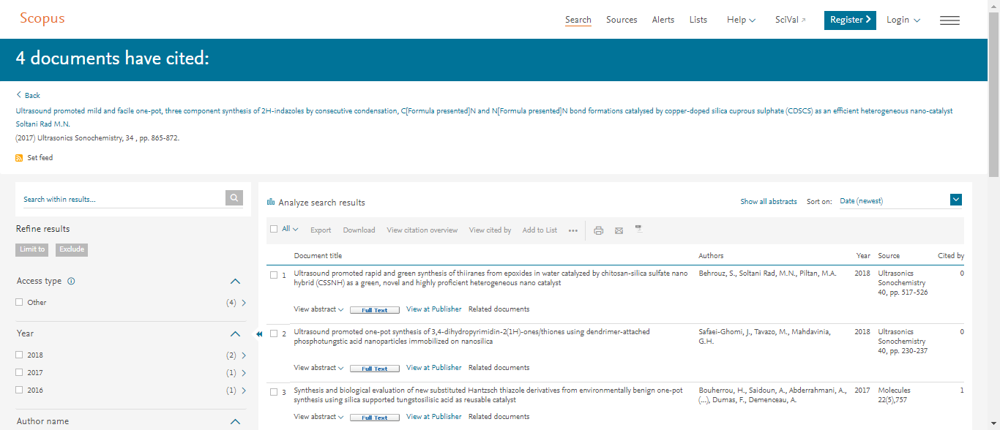 Scopus
Search Sources Alerts Lists Help SciVal Register Login
4 documents have cited:
Back
Ultrasound promoted mild and facile one-pot, three component synthesis of 2H-indazoles by consecutive condensation, C[Formula presented]N and N[Formula presented]N bond formations catalysed by copper-doped silica cuprous sulphate (CDSCS) as an efficient heterogeneous nano-catalyst
Soltani Rad M.N.
(2017) Ultrasonics Sonochemistry, 34 , pp. 865-872.
Set feed
Search within results...
Refine results
Limit to Exclude
Access type
Other (4)
Year
2018 (2)
2017 (1)
2016 (1)
Author name
Analyze search results
Show all abstracts Sort on: Date (newest)
All Export Download View citation overview View cited by Add to List •••
Document title Authors Year Source Cited by
1 Ultrasound promoted rapid and green synthesis of thiiranes from epoxides in water catalyzed by chitosan-silica sulfate nano Behrouz, S., Soltani Rad, M.N., Piltan, M.A. 2018 Ultrasonics 0
hybrid (CSSNH) as a green, novel and highly proficient heterogeneous nano catalyst Sonochemistry
40, pp. 517-526
View abstract Full Text View at Publisher Related documents
2 Ultrasound promoted one-pot synthesis of 3,4-dihydropyrimidin-2(1H)-ones/thiones using dendrimer-attached Safaei-Ghomi, J., Tavazo, M., Mahdavinia, 2018 Ultrasonics 0
phosphotungstic acid nanoparticles immobilized on nanosilica G.H. Sonochemistry
40, pp. 230-237
View abstract Full Text View at Publisher Related documents
3 Synthesis and biological evaluation of new substituted Hantzsch thiazole derivatives from environmentally benign one-pot Bouherrou, H., Saidoun, A., Abderrahmani, A., 2017 Molecules 1
synthesis using silica supported tungstosilisic acid as reusable catalyst (...), Dumas, F., Demenceau, A. 22(5),757
View abstract Full Text View at Publisher Related documents